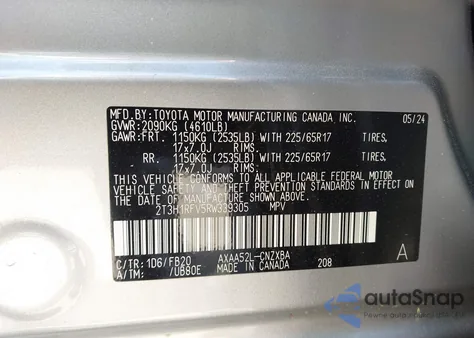 MFD.BY:TOYOTA MOTOR MANUFACTURING CANADA, INC. 05/24
GVWR:2090KG (4610LB)
GAWR:FRT. 1150KG (2535LB) WITH 225/65R17 TIRES,
17x7.0J RIMS,
RR. 1150KG (2535LB) WITH 225/65R17 TIRES,
17x7.0J RIMS,
THIS VEHICLE CONFORMS TO ALL APPLICABLE FEDERAL MOTOR
VEHICLE SAFETY AND THEFT PREVENTION STANDARDS IN
EFFECT ON THE DATE OF MANUFACTURE SHOWN ABOVE.
2T3H1RFV5RW339305 MPV
C/TR:1D6/FB20 AXAA52L-CNZXBA A
A/TM: /UB80E MADE IN CANADA 208
autoSnap